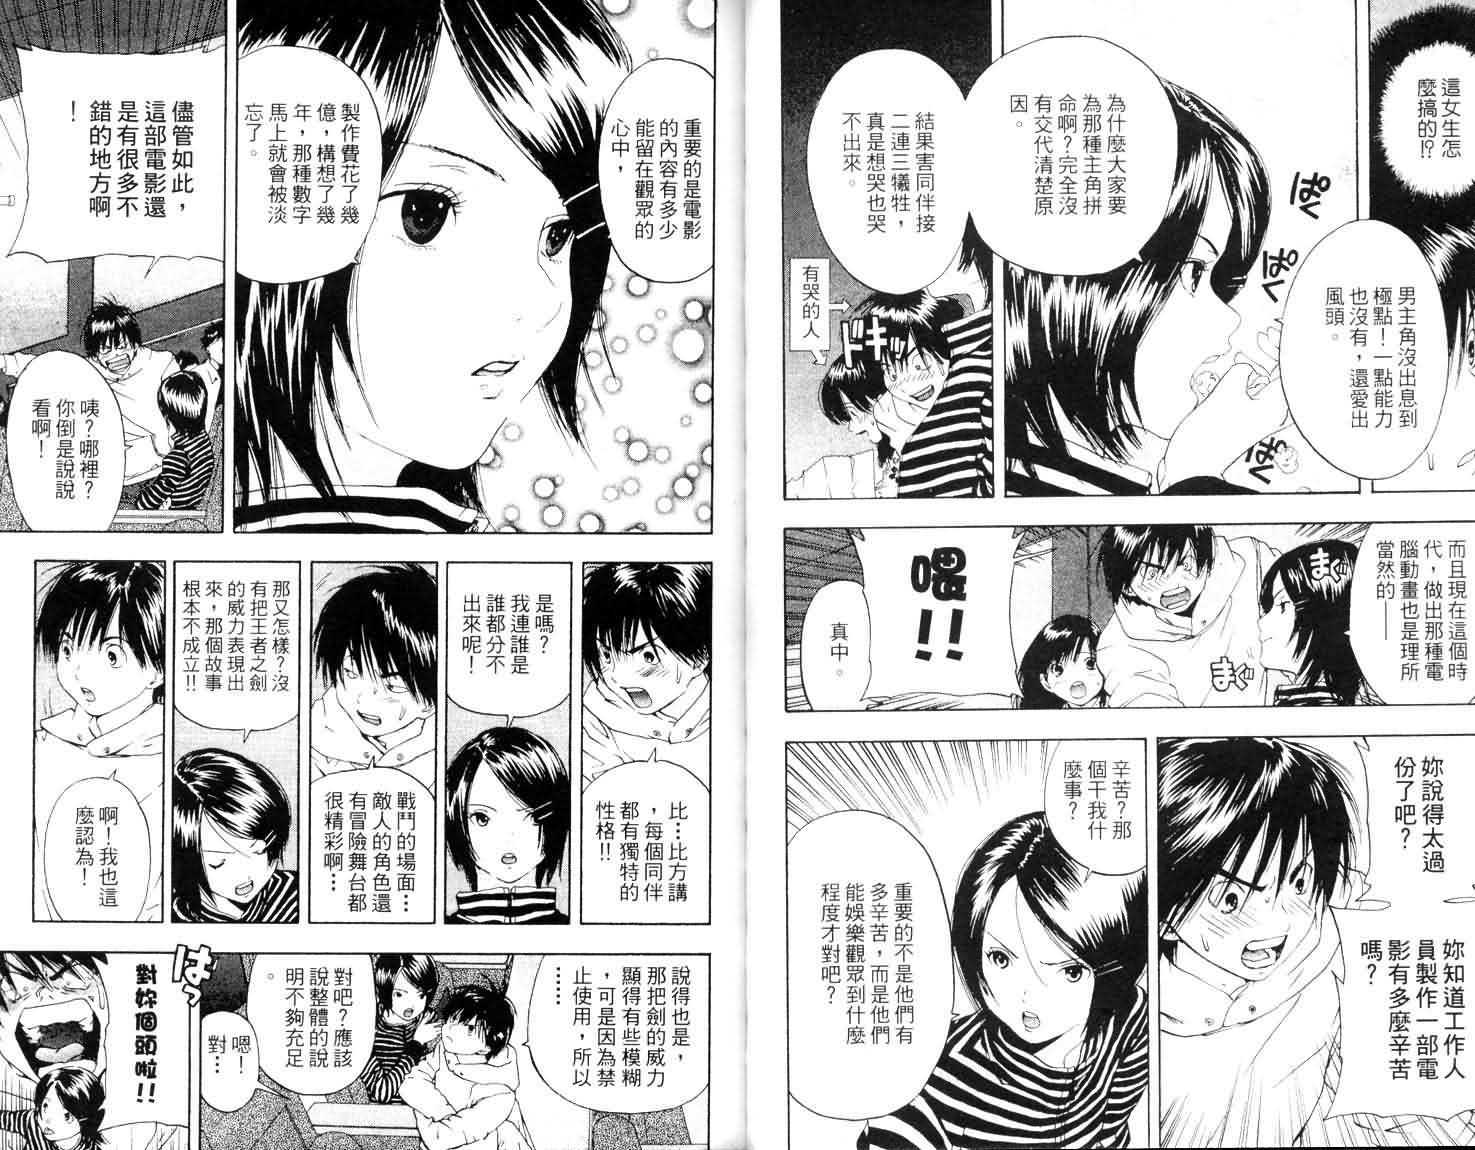 這女生怎
麼搞的!?
男主角沒出息到
極點！一點能力
也沒有，還愛出
風頭。
為什麼大家要
為那種主角拼
命啊？完全沒
有交代清楚原
因。
結果害同伴接
二連三犧牲，
真是想哭也哭
不出來。
有哭的人
ドキッ
而且現在這個時
代，做出那種電
腦動畫也是理所
當然的──
まぐ
まぐ
喂!!
真中。
妳說得太過
份了吧？
妳知道工作人
員製作一部電
影有多麼辛苦
嗎？
辛苦？那
個干我什
麼事？
重要的不是他們有
多辛苦，而是他們
能娛樂觀眾到什麼
程度才對吧？
重要的是電影
的內容有多少
能留在觀眾的
心中，
製作費花了幾
億，構想了幾
年，那種數字
馬上就會被淡
忘了。
儘管如此，
這部電影還
是有很多不
錯的地方啊
！
咦？哪裡？
你倒是說說
看啊！
比…比方講
，每個同伴
都有獨特的
性格!!
是嗎？
我連誰是
誰都分不
出來呢！
戰鬥的場面…
敵人的角色還
有冒險舞台都
很精彩啊…
那又怎樣？沒
有把王者之劍
的威力表現出
來，那個故事
根本不成立!!
啊！我也這
麼認為！
說得也是，
那把劍的威力
顯得有些模糊
，可是因為禁
止使用，所以
……
對吧？應該
說整體的說
明不夠充足
。
嗯！
對…
はっ
對妳個頭啦!!